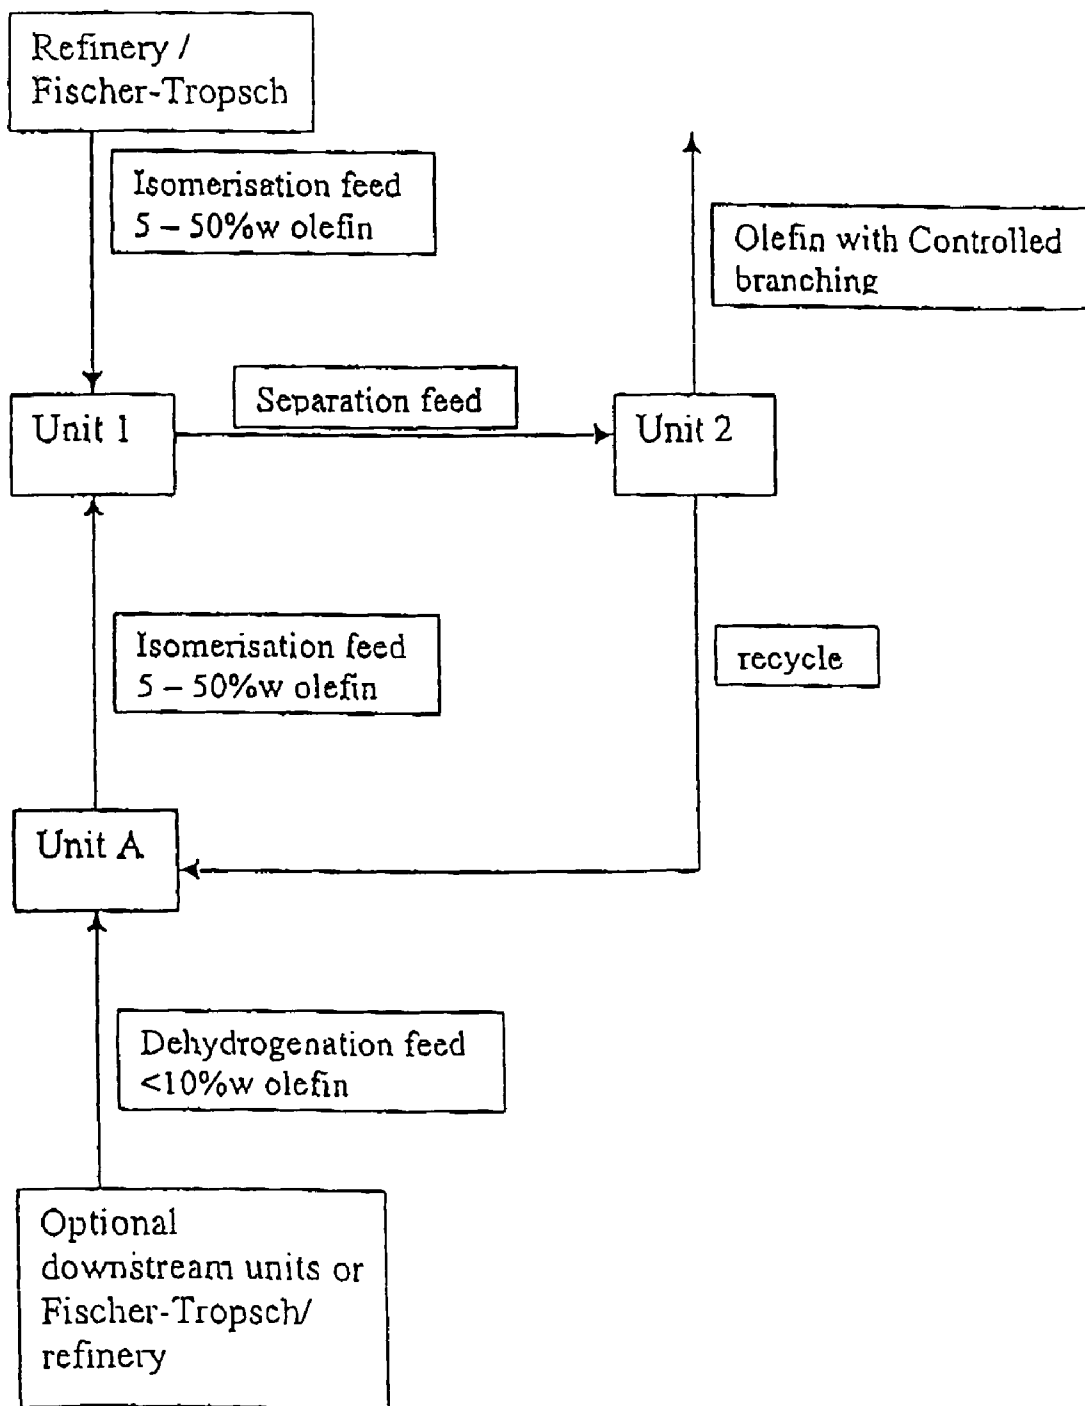 Refinery /
Fischer-Tropsch
Isomerisation feed
5 – 50%w olefin
Olefin with Controlled
branching
Separation feed
Unit 1
Unit 2
Isomerisation feed
5 – 50%w olefin
recycle
Unit A
Dehydrogenation feed
<10%w olefin
Optional
downstream units or
Fischer-Tropsch/
refinery